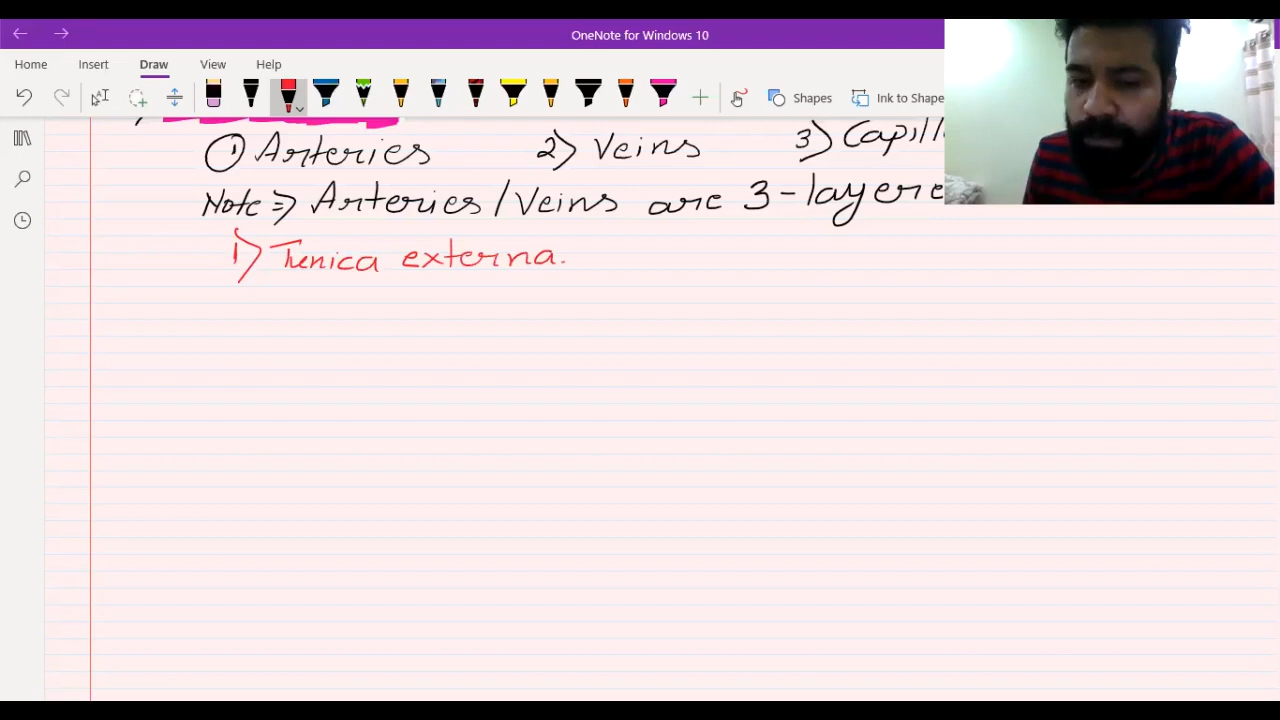 OneNote for Windows 10
Home Insert Draw View Help
Shapes Ink to Shape
1) Arteries 2) Veins 3) Capill
Note ⇒ Arteries/Veins are 3-layere
1) Tunica externa.